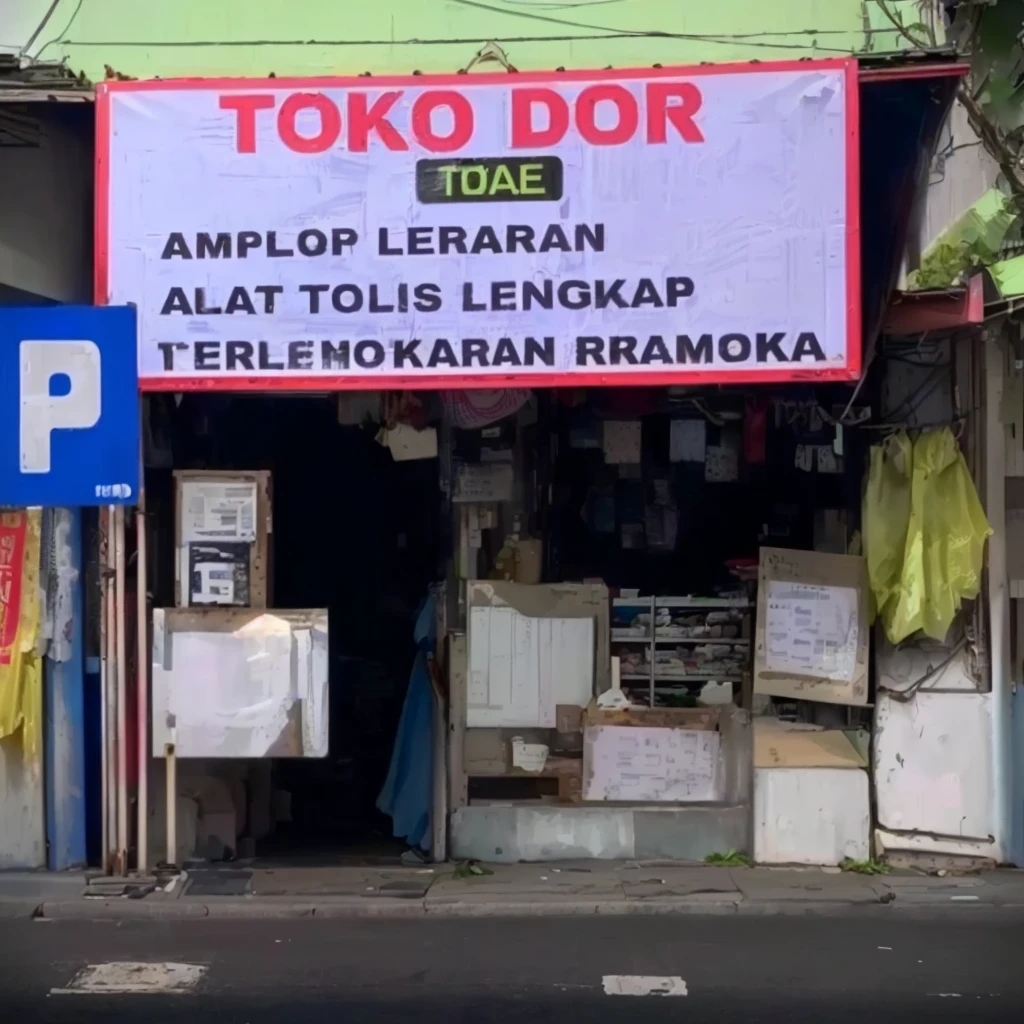 TOKO DOR
TOAE
AMPLOP LERARAN
ALAT TOLIS LENGKAP
TERLEMOKARAN RRAMOKA
P